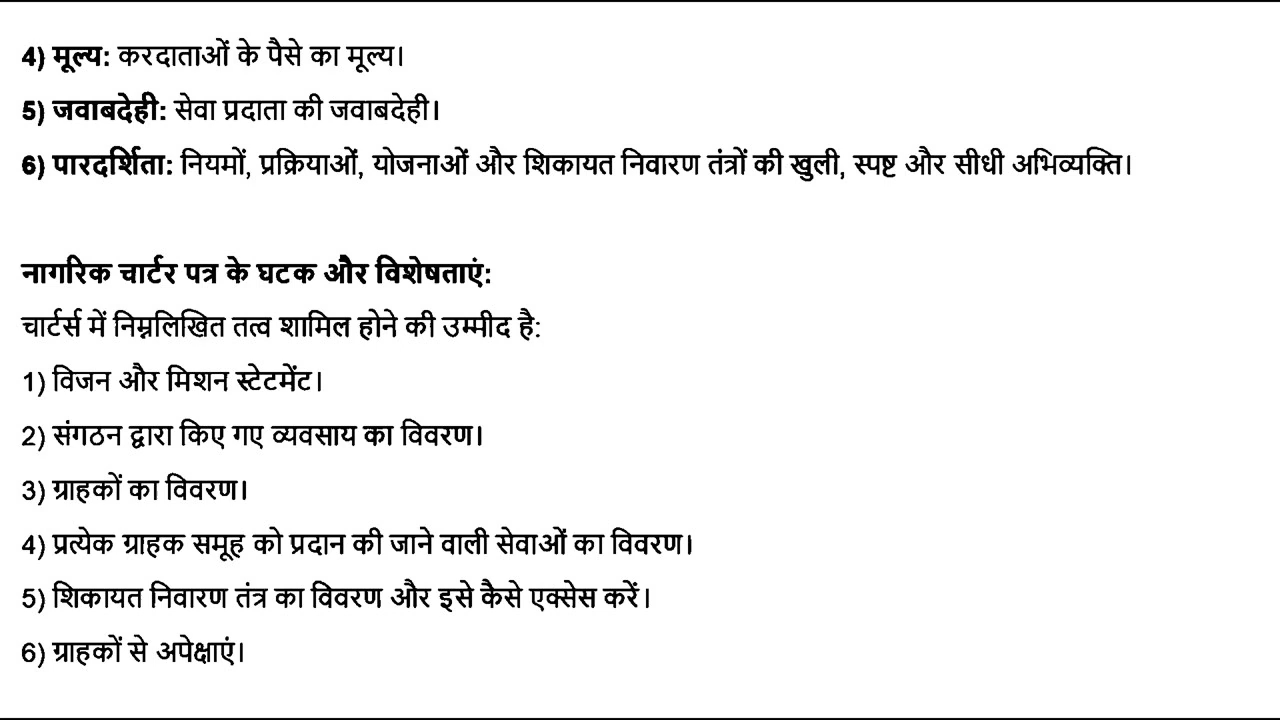 4) मूल्य: करदाताओं के पैसे का मूल्य।
5) जवाबदेही: सेवा प्रदाता की जवाबदेही।
6) पारदर्शिता: नियमों, प्रक्रियाओं, योजनाओं और शिकायत निवारण तंत्रों की खुली, स्पष्ट और सीधी अभिव्यक्ति।
नागरिक चार्टर पत्र के घटक और विशेषताएं:
चार्टर्स में निम्नलिखित तत्व शामिल होने की उम्मीद है:
1) विजन और मिशन स्टेटमेंट।
2) संगठन द्वारा किए गए व्यवसाय का विवरण।
3) ग्राहकों का विवरण।
4) प्रत्येक ग्राहक समूह को प्रदान की जाने वाली सेवाओं का विवरण।
5) शिकायत निवारण तंत्र का विवरण और इसे कैसे एक्सेस करें।
6) ग्राहकों से अपेक्षाएं।